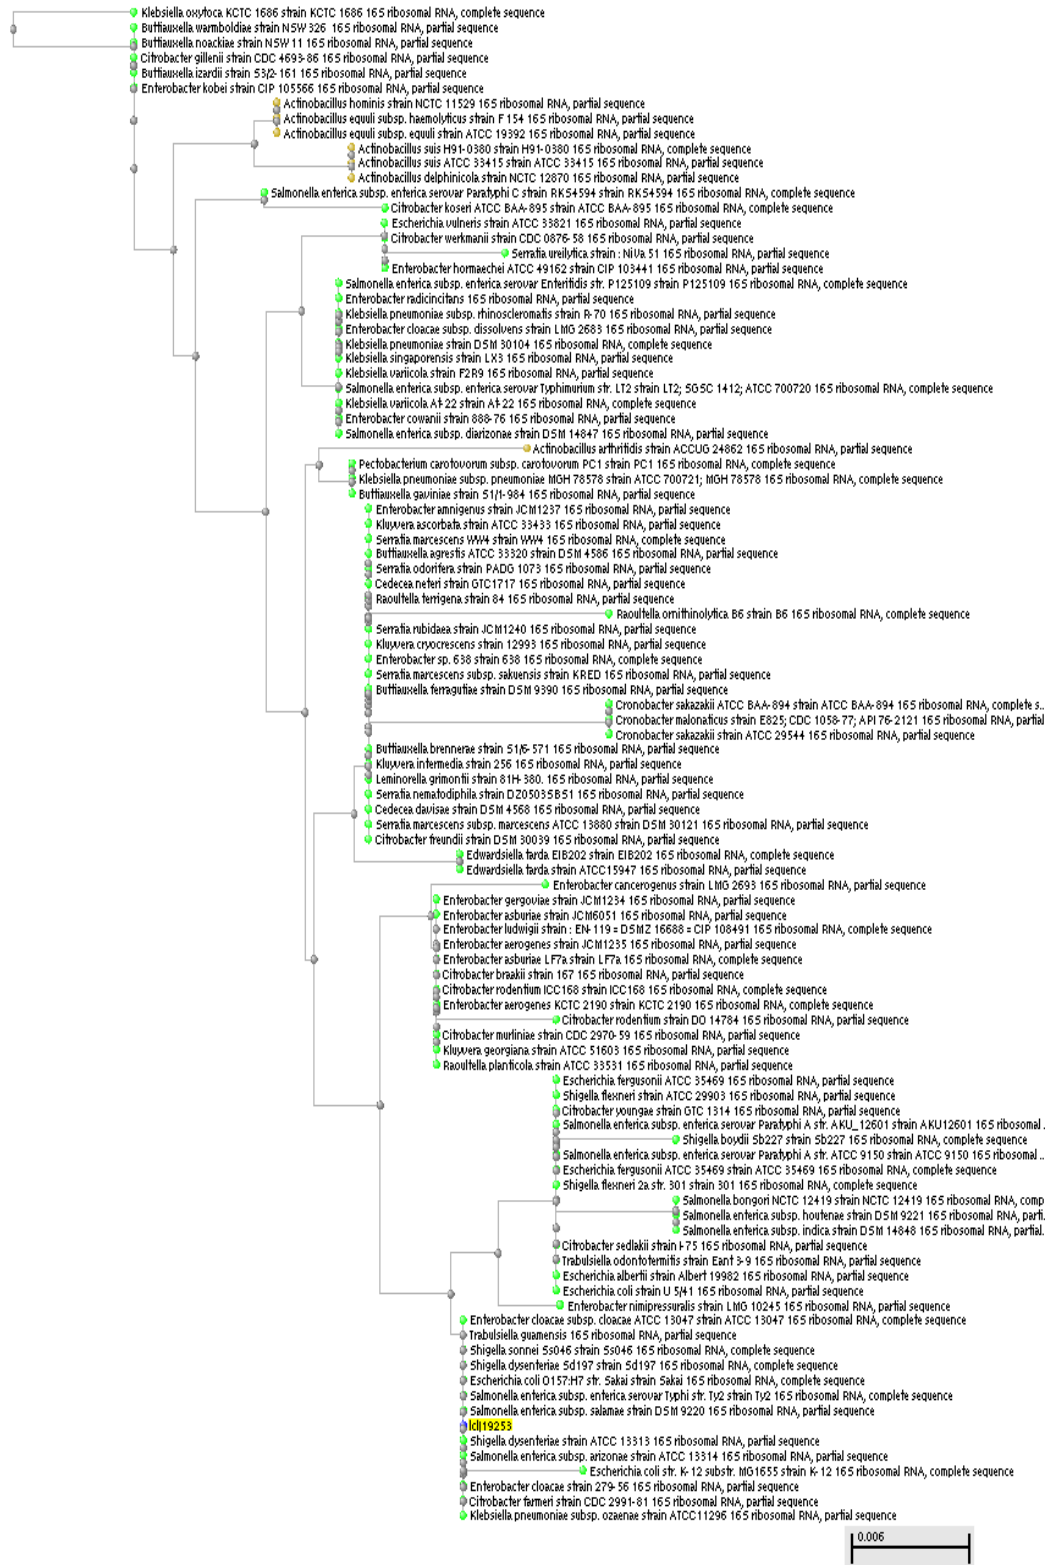 Klebsiella oxytoca KCTC 1686 strain KCTC 1686 16S ribosomal RNA, complete sequence
Buttiauxella warmboldiae strain NSW 326 16S ribosomal RNA, partial sequence
Buttiauxella noackiae strain NSW 11 16S ribosomal RNA, partial sequence
Citrobacter gillenii strain CDC 4693-86 16S ribosomal RNA, partial sequence
Buttiauxella izardii strain S3/2-161 16S ribosomal RNA, partial sequence
Enterobacter kobei strain CIP 105566 16S ribosomal RNA, partial sequence
Actinobacillus hominis strain NCTC 11529 16S ribosomal RNA, partial sequence
Actinobacillus equuli subsp. haemolyticus strain F 154 16S ribosomal RNA, partial sequence
Actinobacillus equuli subsp. equuli strain ATCC 19392 16S ribosomal RNA, partial sequence
Actinobacillus suis H91-0380 strain H91-0380 16S ribosomal RNA, complete sequence
Actinobacillus suis ATCC 33415 strain ATCC 33415 16S ribosomal RNA, partial sequence
Actinobacillus delphinicola strain NCTC 12870 16S ribosomal RNA, partial sequence
Salmonella enterica subsp. enterica serovar Paratyphi C strain RKS4594 strain RKS4594 16S ribosomal RNA, complete sequence
Citrobacter koseri ATCC BAA-895 strain ATCC BAA-895 16S ribosomal RNA, complete sequence
Escherichia vulneris strain ATCC 33821 16S ribosomal RNA, partial sequence
Citrobacter werkmanii strain CDC 0876-58 16S ribosomal RNA, partial sequence
Serratia ureilytica strain : NiVa 51 16S ribosomal RNA, partial sequence
Enterobacter hormaechei ATCC 49162 strain CIP 103441 16S ribosomal RNA, partial sequence
Salmonella enterica subsp. enterica serovar Enteritidis str. P125109 strain P125109 16S ribosomal RNA, complete sequence
Enterobacter radicincitans 16S ribosomal RNA, partial sequence
Klebsiella pneumoniae subsp. rhinoscleromatis strain R-70 16S ribosomal RNA, partial sequence
Enterobacter cloacae subsp. dissolvens strain LMG 2683 16S ribosomal RNA, partial sequence
Klebsiella pneumoniae strain DSM 30104 16S ribosomal RNA, complete sequence
Klebsiella singaporensis strain LX3 16S ribosomal RNA, partial sequence
Klebsiella variicola strain F2R9 16S ribosomal RNA, partial sequence
Salmonella enterica subsp. enterica serovar Typhimurium str. LT2 strain LT2; SGSC 1412; ATCC 700720 16S ribosomal RNA, complete sequence
Klebsiella variicola At-22 strain At-22 16S ribosomal RNA, complete sequence
Enterobacter cowanii strain 888-76 16S ribosomal RNA, partial sequence
Salmonella enterica subsp. diarizonae strain DSM 14847 16S ribosomal RNA, partial sequence
Actinobacillus arthritidis strain ACCUG 24862 16S ribosomal RNA, partial sequence
Pectobacterium carotovorum subsp. carotovorum PC1 strain PC1 16S ribosomal RNA, complete sequence
Klebsiella pneumoniae subsp. pneumoniae MGH 78578 strain ATCC 700721; MGH 78578 16S ribosomal RNA, complete sequence
Buttiauxella gaviniae strain S1/1-984 16S ribosomal RNA, partial sequence
Enterobacter amnigenus strain JCM1237 16S ribosomal RNA, partial sequence
Kluyvera ascorbata strain ATCC 33433 16S ribosomal RNA, partial sequence
Serratia marcescens WW4 strain WW4 16S ribosomal RNA, complete sequence
Buttiauxella agrestis ATCC 33320 strain DSM 4586 16S ribosomal RNA, partial sequence
Serratia odorifera strain PADG 1073 16S ribosomal RNA, partial sequence
Cedecea neteri strain GTC1717 16S ribosomal RNA, partial sequence
Raoultella terrigena strain 84 16S ribosomal RNA, partial sequence
Raoultella ornithinolytica B6 strain B6 16S ribosomal RNA, complete sequence
Serratia rubidaea strain JCM1240 16S ribosomal RNA, partial sequence
Kluyvera cryocrescens strain 12993 16S ribosomal RNA, partial sequence
Enterobacter sp. 638 strain 638 16S ribosomal RNA, complete sequence
Serratia marcescens subsp. sakuensis strain KRED 16S ribosomal RNA, partial sequence
Buttiauxella ferragutiae strain DSM 9390 16S ribosomal RNA, partial sequence
Cronobacter sakazakii ATCC BAA-894 strain ATCC BAA-894 16S ribosomal RNA, complete s..
Cronobacter malonaticus strain E825; CDC 1058-77; API 76-2121 16S ribosomal RNA, partial
Cronobacter sakazakii strain ATCC 29544 16S ribosomal RNA, partial sequence
Buttiauxella brennerae strain S1/6-571 16S ribosomal RNA, partial sequence
Kluyvera intermedia strain 256 16S ribosomal RNA, partial sequence
Leminorella grimontii strain 81H-380. 16S ribosomal RNA, partial sequence
Serratia nematodiphila strain DZ0503SBS1 16S ribosomal RNA, partial sequence
Cedecea davisae strain DSM 4568 16S ribosomal RNA, partial sequence
Serratia marcescens subsp. marcescens ATCC 13880 strain DSM 30121 16S ribosomal RNA, partial sequence
Citrobacter freundii strain DSM 30039 16S ribosomal RNA, partial sequence
Edwardsiella tarda EIB202 strain EIB202 16S ribosomal RNA, complete sequence
Edwardsiella tarda strain ATCC15947 16S ribosomal RNA, partial sequence
Enterobacter cancerogenus strain LMG 2693 16S ribosomal RNA, partial sequence
Enterobacter gergoviae strain JCM1234 16S ribosomal RNA, partial sequence
Enterobacter asburiae strain JCM6051 16S ribosomal RNA, partial sequence
Enterobacter ludwigii strain : EN-119 = DSMZ 16688 = CIP 108491 16S ribosomal RNA, complete sequence
Enterobacter aerogenes strain JCM1235 16S ribosomal RNA, partial sequence
Enterobacter asburiae LF7a strain LF7a 16S ribosomal RNA, complete sequence
Citrobacter braakii strain 167 16S ribosomal RNA, partial sequence
Citrobacter rodentium ICC168 strain ICC168 16S ribosomal RNA, complete sequence
Enterobacter aerogenes KCTC 2190 strain KCTC 2190 16S ribosomal RNA, complete sequence
Citrobacter rodentium strain DO 14784 16S ribosomal RNA, partial sequence
Citrobacter murliniae strain CDC 2970-59 16S ribosomal RNA, partial sequence
Kluyvera georgiana strain ATCC 51603 16S ribosomal RNA, partial sequence
Raoultella planticola strain ATCC 33531 16S ribosomal RNA, partial sequence
Escherichia fergusonii ATCC 35469 16S ribosomal RNA, partial sequence
Shigella flexneri strain ATCC 29903 16S ribosomal RNA, partial sequence
Citrobacter youngae strain GTC 1314 16S ribosomal RNA, partial sequence
Salmonella enterica subsp. enterica serovar Paratyphi A str. AKU_12601 strain AKU12601 16S ribosomal .
Shigella boydii Sb227 strain Sb227 16S ribosomal RNA, complete sequence
Salmonella enterica subsp. enterica serovar Paratyphi A str. ATCC 9150 strain ATCC 9150 16S ribosomal ..
Escherichia fergusonii ATCC 35469 strain ATCC 35469 16S ribosomal RNA, complete sequence
Shigella flexneri 2a str. 301 strain 301 16S ribosomal RNA, complete sequence
Salmonella bongori NCTC 12419 strain NCTC 12419 16S ribosomal RNA, comp
Salmonella enterica subsp. houtenae strain DSM 9221 16S ribosomal RNA, parti.
Salmonella enterica subsp. indica strain DSM 14848 16S ribosomal RNA, partial.
Citrobacter sedlakii strain I-75 16S ribosomal RNA, partial sequence
Trabulsiella odontotermitis strain Eant 3-9 16S ribosomal RNA, partial sequence
Escherichia albertii strain Albert 19982 16S ribosomal RNA, partial sequence
Escherichia coli strain U 5/41 16S ribosomal RNA, partial sequence
Enterobacter nimipressuralis strain LMG 10245 16S ribosomal RNA, partial sequence
Enterobacter cloacae subsp. cloacae ATCC 13047 strain ATCC 13047 16S ribosomal RNA, complete sequence
Trabulsiella guamensis 16S ribosomal RNA, partial sequence
Shigella sonnei Ss046 strain Ss046 16S ribosomal RNA, complete sequence
Shigella dysenteriae Sd197 strain Sd197 16S ribosomal RNA, complete sequence
Escherichia coli O157:H7 str. Sakai strain Sakai 16S ribosomal RNA, complete sequence
Salmonella enterica subsp. enterica serovar Typhi str. Ty2 strain Ty2 16S ribosomal RNA, complete sequence
Salmonella enterica subsp. salamae strain DSM 9220 16S ribosomal RNA, partial sequence
lcl|19253
Shigella dysenteriae strain ATCC 13313 16S ribosomal RNA, partial sequence
Salmonella enterica subsp. arizonae strain ATCC 13314 16S ribosomal RNA, partial sequence
Escherichia coli str. K-12 substr. MG1655 strain K-12 16S ribosomal RNA, complete sequence
Enterobacter cloacae strain 279-56 16S ribosomal RNA, partial sequence
Citrobacter farmeri strain CDC 2991-81 16S ribosomal RNA, partial sequence
Klebsiella pneumoniae subsp. ozaenae strain ATCC11296 16S ribosomal RNA, partial sequence
0.006